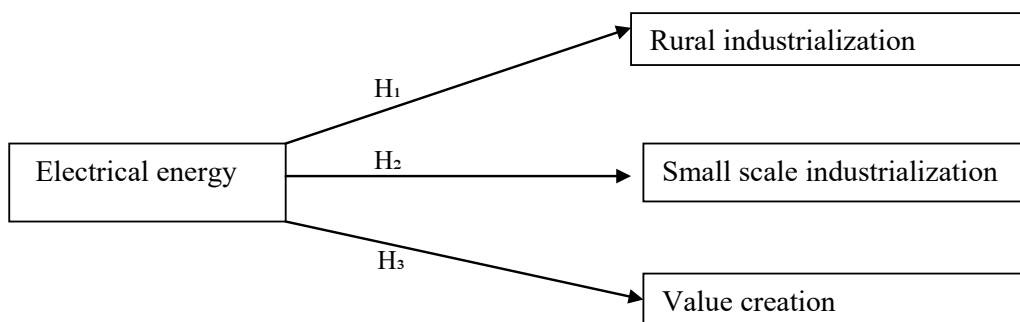 Rural industrialization
H₁
Electrical energy
H₂
Small scale industrialization
H₃
Value creation